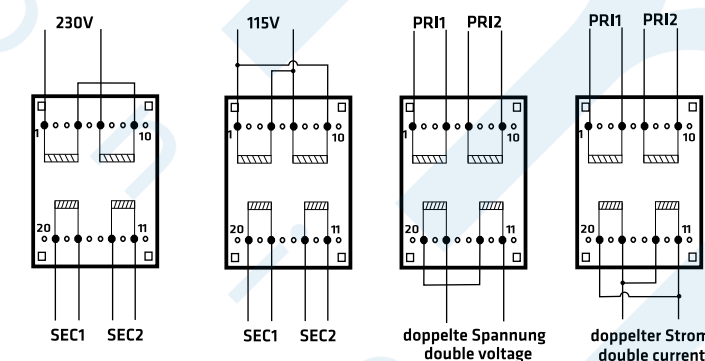 230V
115V
PRI1 PRI2
PRI1 PRI2
1 10
1 10
1 10
1 10
20 11
20 11
20 11
20 11
SEC1 SEC2
SEC1 SEC2
doppelte Spannung
double voltage
doppelter Strom
double current